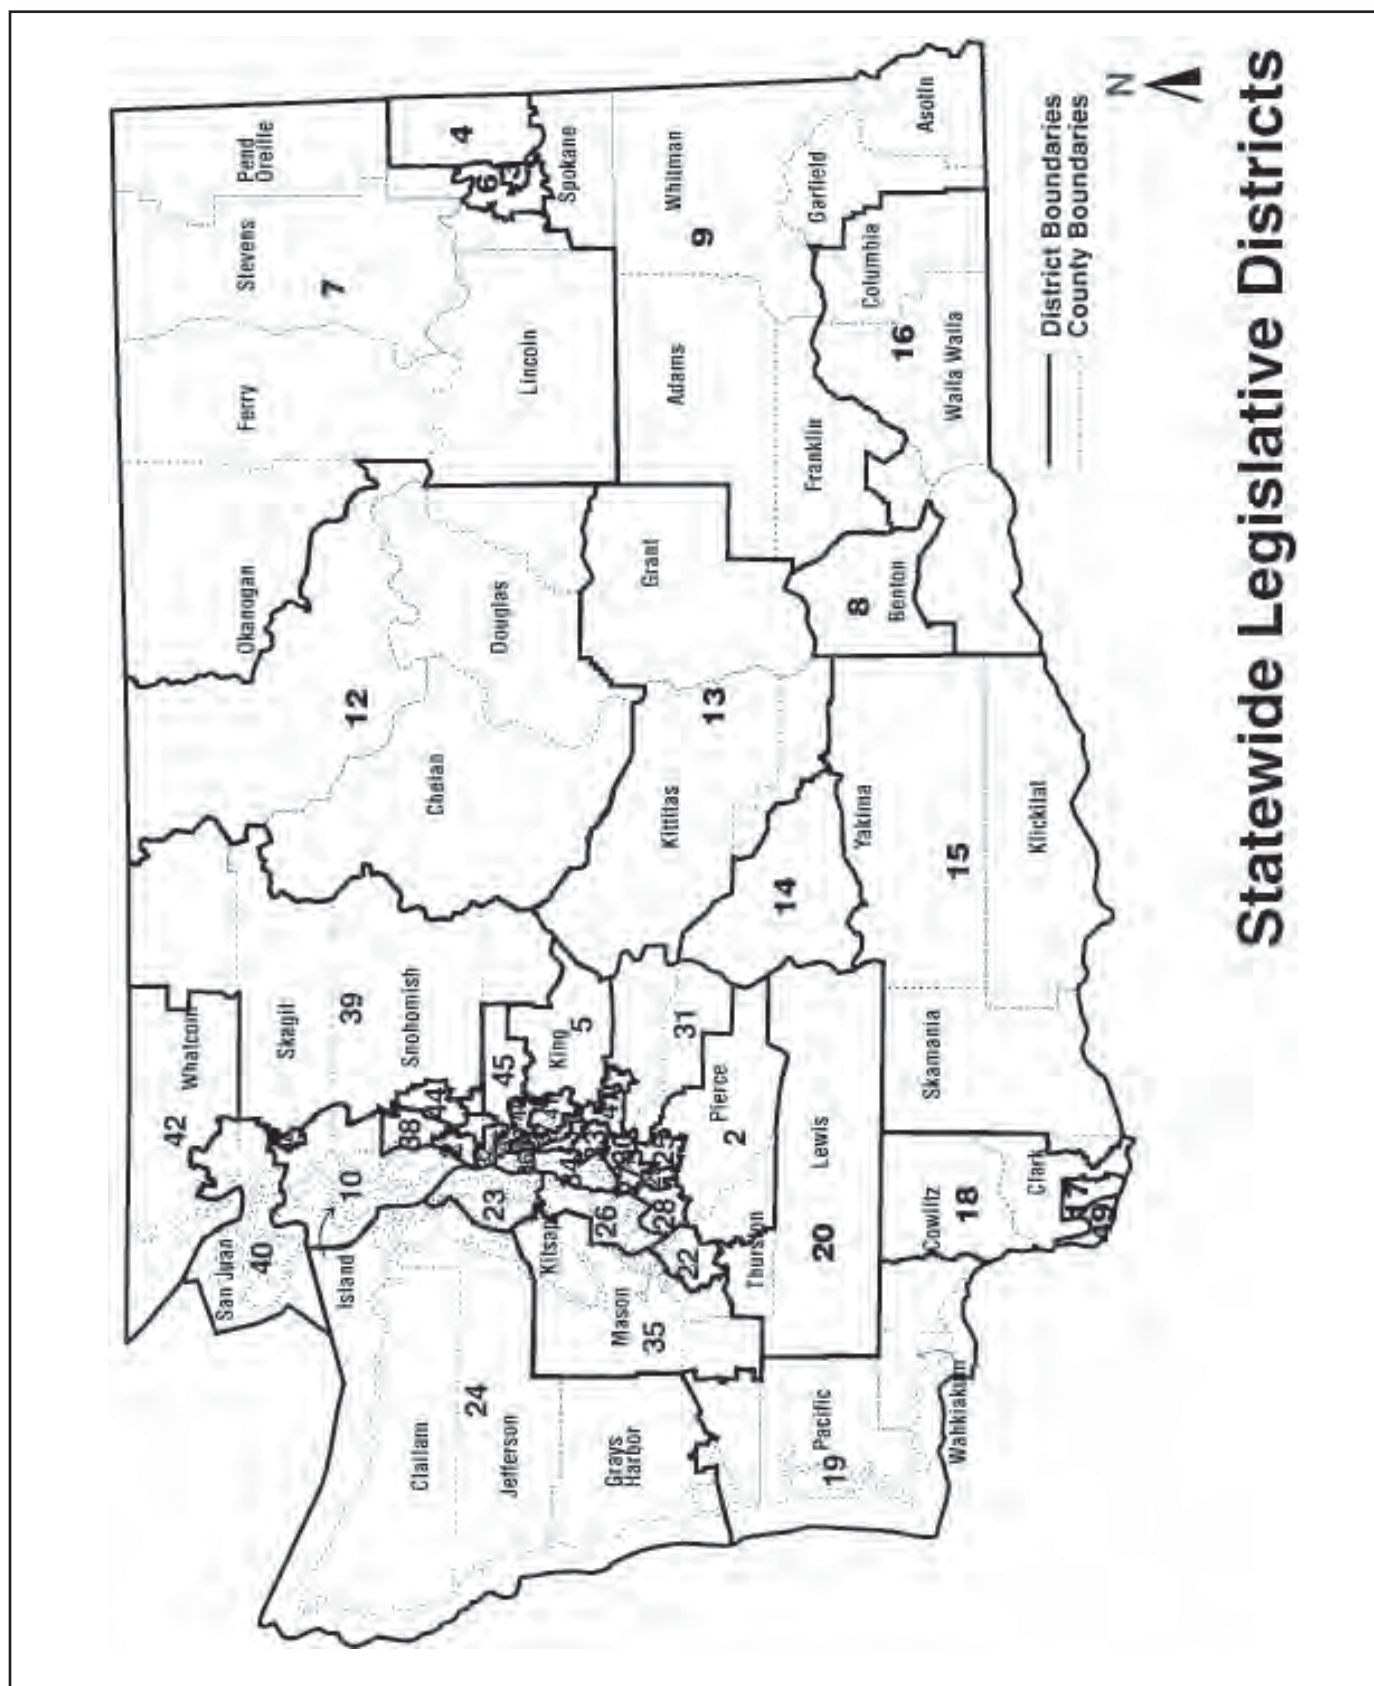 Statewide Legislative Districts
N
District Boundaries
County Boundaries
Whatcom
42
San Juan
40
Skagit
39
Island
10
Snohomish
Okanogan
12
Ferry
Stevens
7
Pend
Oreille
Clallam
24
Jefferson
38
44
Chelan
Douglas
Lincoln
4
6
3
Spokane
Kitsap
23
45
King
5
Grays
Harbor
Mason
35
26
28
22
25
47
31
Kittitas
13
Grant
Adams
9
Whitman
Thurston
2
Pierce
19
Pacific
20
Lewis
14
Yakima
8
Benton
Franklin
16
Columbia
Garfield
Asotin
Walla Walla
Wahkiakum
Cowlitz
18
Skamania
15
Klickitat
Clark
17
49